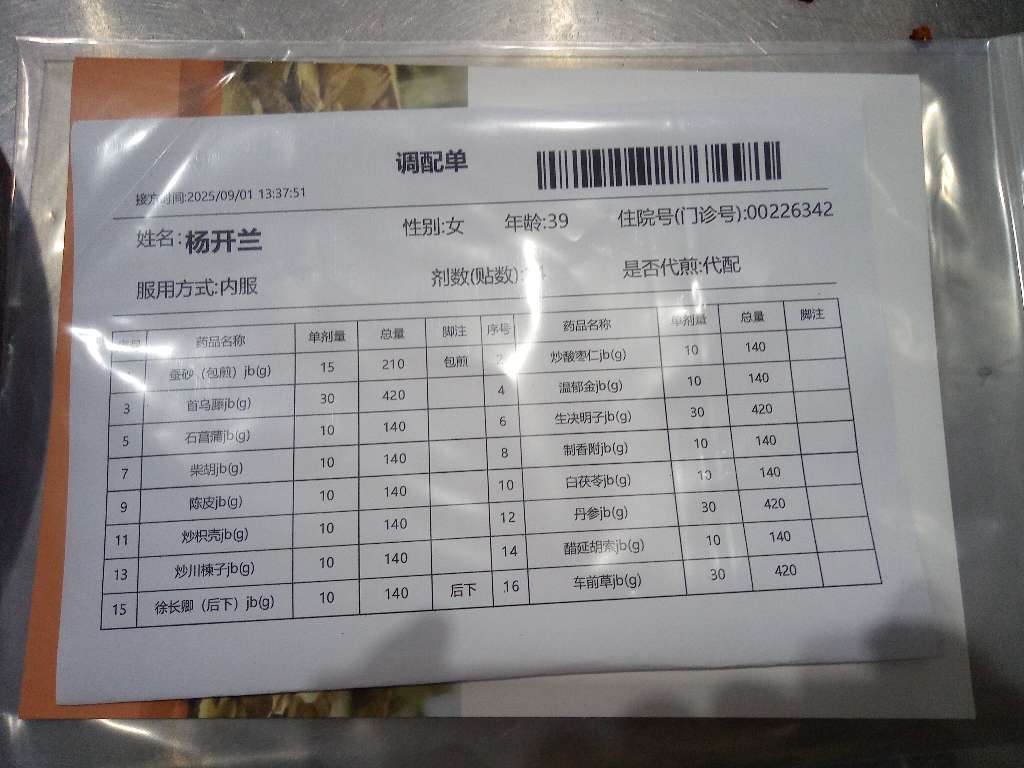 调配单
接方时间:2025/09/01 13:37:51
姓名:杨开兰 性别:女 年龄:39 住院号(门诊号):00226342
服用方式:内服 剂数(贴数): 是否代煎:代配
药品名称 单剂量 总量 脚注 序号 药品名称 单剂量 总量 脚注
蚕砂（包煎）jb(g) 15 210 包煎 2 炒酸枣仁jb(g) 10 140
3 首乌藤jb(g) 30 420 4 温郁金jb(g) 10 140
5 石菖蒲jb(g) 10 140 6 生决明子jb(g) 30 420
7 柴胡jb(g) 10 140 8 制香附jb(g) 10 140
9 陈皮jb(g) 10 140 10 白茯苓jb(g) 10 140
11 炒枳壳jb(g) 10 140 12 丹参jb(g) 30 420
13 炒川楝子jb(g) 10 140 14 醋延胡索jb(g) 10 140
15 徐长卿（后下）jb(g) 10 140 后下 16 车前草jb(g) 30 420